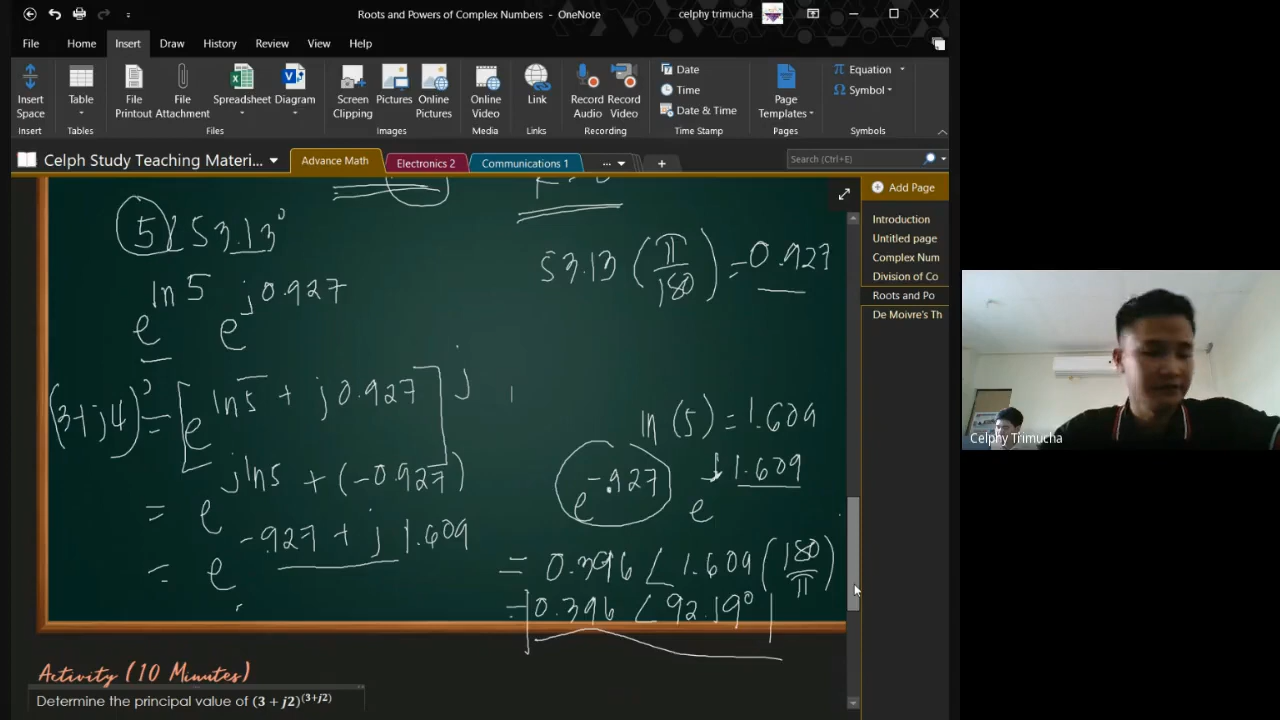 Roots and Powers of Complex Numbers - OneNote
celphy trimucha
File Home Insert Draw History Review View Help
Insert Space
Table
File Printout
File Attachment
Spreadsheet
Diagram
Screen Clipping
Pictures
Online Pictures
Online Video
Link
Record Audio
Record Video
Date
Time
Date & Time
Page Templates
Equation
Symbol
Insert Tables Files Images Media Links Recording Time Stamp Pages Symbols
Celph Study Teaching Materi... Advance Math Electronics 2 Communications 1 ... +
Search (Ctrl+E)
Add Page
Introduction
Untitled page
Complex Num
Division of Co
Roots and Po
De Moivre's Th
5∠53.13°
53.13 (π/180) = 0.927
e^ln5 e^j0.927
(3+j4)^j = [e^ln5 + j0.927]^j
ln (5) = 1.609
= e^jln5 + (-0.927)
e^-.927 e^j1.609
= e^-.927 + j 1.609
= 0.396 ∠ 1.609 (180/π)
= 0.396 ∠ 92.19°
Activity (10 Minutes)
Determine the principal value of (3 + j2)^(3+j2)
Celphy Trimucha